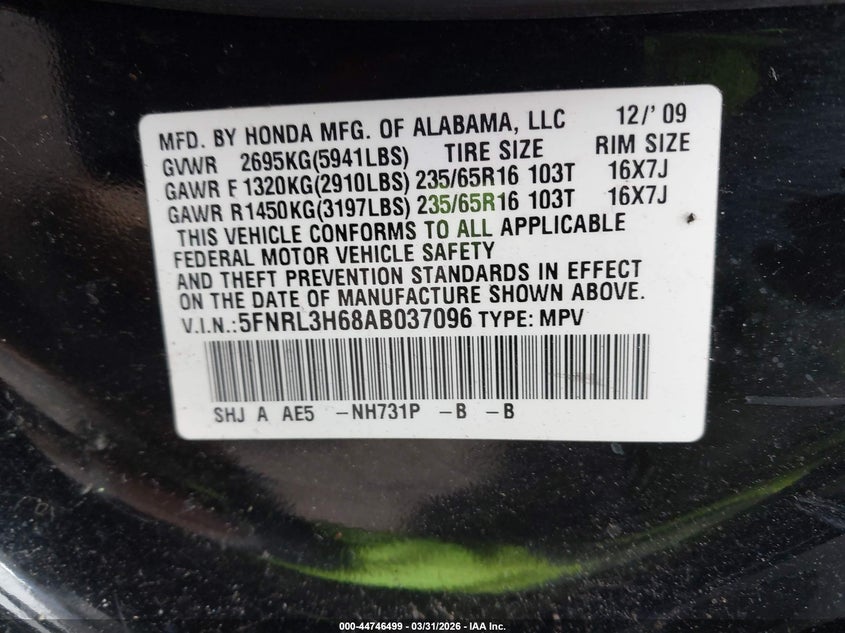 MFD. BY HONDA MFG. OF ALABAMA, LLC 12/' 09
GVWR 2695KG(5941LBS) TIRE SIZE RIM SIZE
GAWR F 1320KG(2910LBS) 235/65R16 103T 16X7J
GAWR R1450KG(3197LBS) 235/65R16 103T 16X7J
THIS VEHICLE CONFORMS TO ALL APPLICABLE
FEDERAL MOTOR VEHICLE SAFETY
AND THEFT PREVENTION STANDARDS IN EFFECT
ON THE DATE OF MANUFACTURE SHOWN ABOVE.
V.I.N.:5FNRL3H68AB037096 TYPE: MPV
SHJ A AE5 -NH731P -B -B
000-44746499 - 03/31/2026 - IAA Inc.